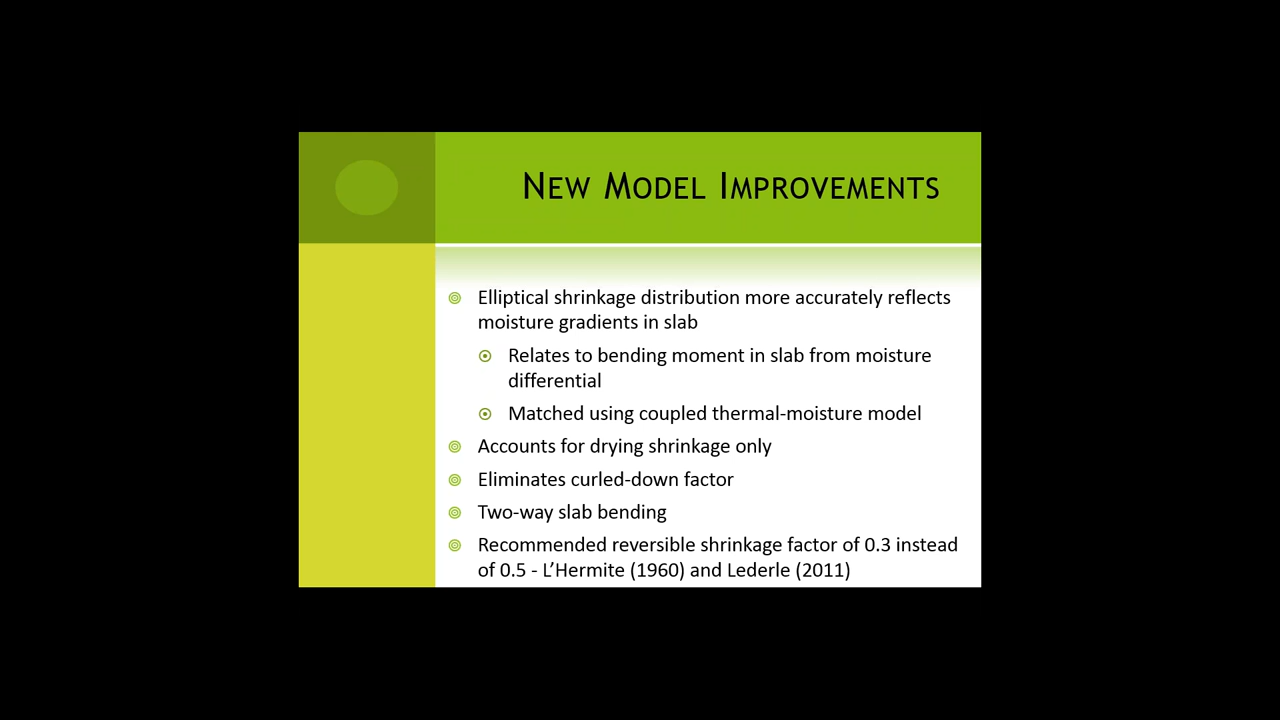 New Model Improvements
Elliptical shrinkage distribution more accurately reflects
moisture gradients in slab
Relates to bending moment in slab from moisture
differential
Matched using coupled thermal-moisture model
Accounts for drying shrinkage only
Eliminates curled-down factor
Two-way slab bending
Recommended reversible shrinkage factor of 0.3 instead
of 0.5 - L’Hermite (1960) and Lederle (2011)